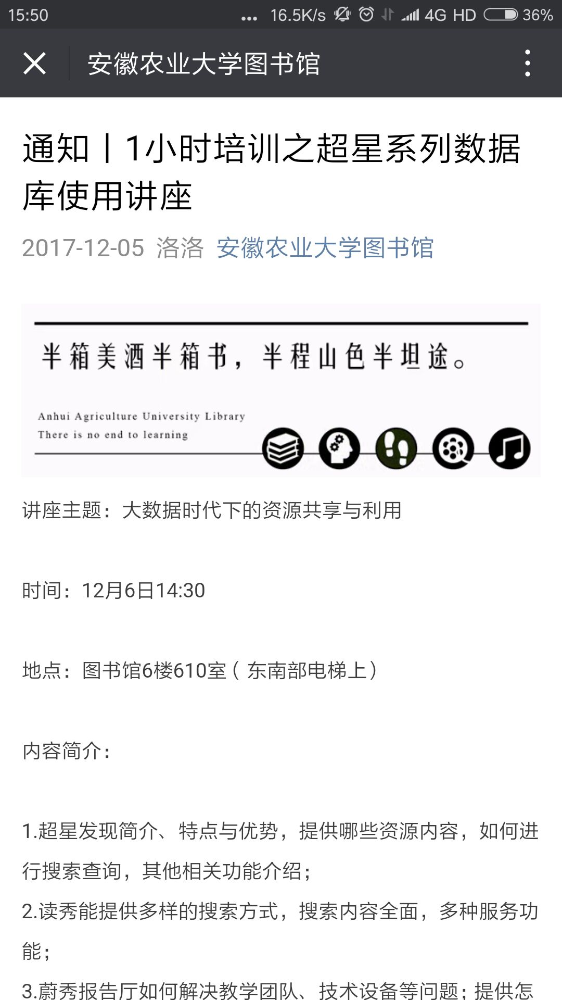 15:50
... 16.5K/s 4G HD 36%
安徽农业大学图书馆
通知丨1小时培训之超星系列数据
库使用讲座
2017-12-05 洛洛 安徽农业大学图书馆
半箱美酒半箱书，半程山色半坦途。
Anhui Agriculture University Library
There is no end to learning
讲座主题：大数据时代下的资源共享与利用
时间：12月6日14:30
地点：图书馆6楼610室（东南部电梯上）
内容简介：
1.超星发现简介、特点与优势，提供哪些资源内容，如何进
行搜索查询，其他相关功能介绍；
2.读秀能提供多样的搜索方式，搜索内容全面，多种服务功
能；
3.蔚秀报告厅如何解决教学团队、技术设备等问题；提供怎